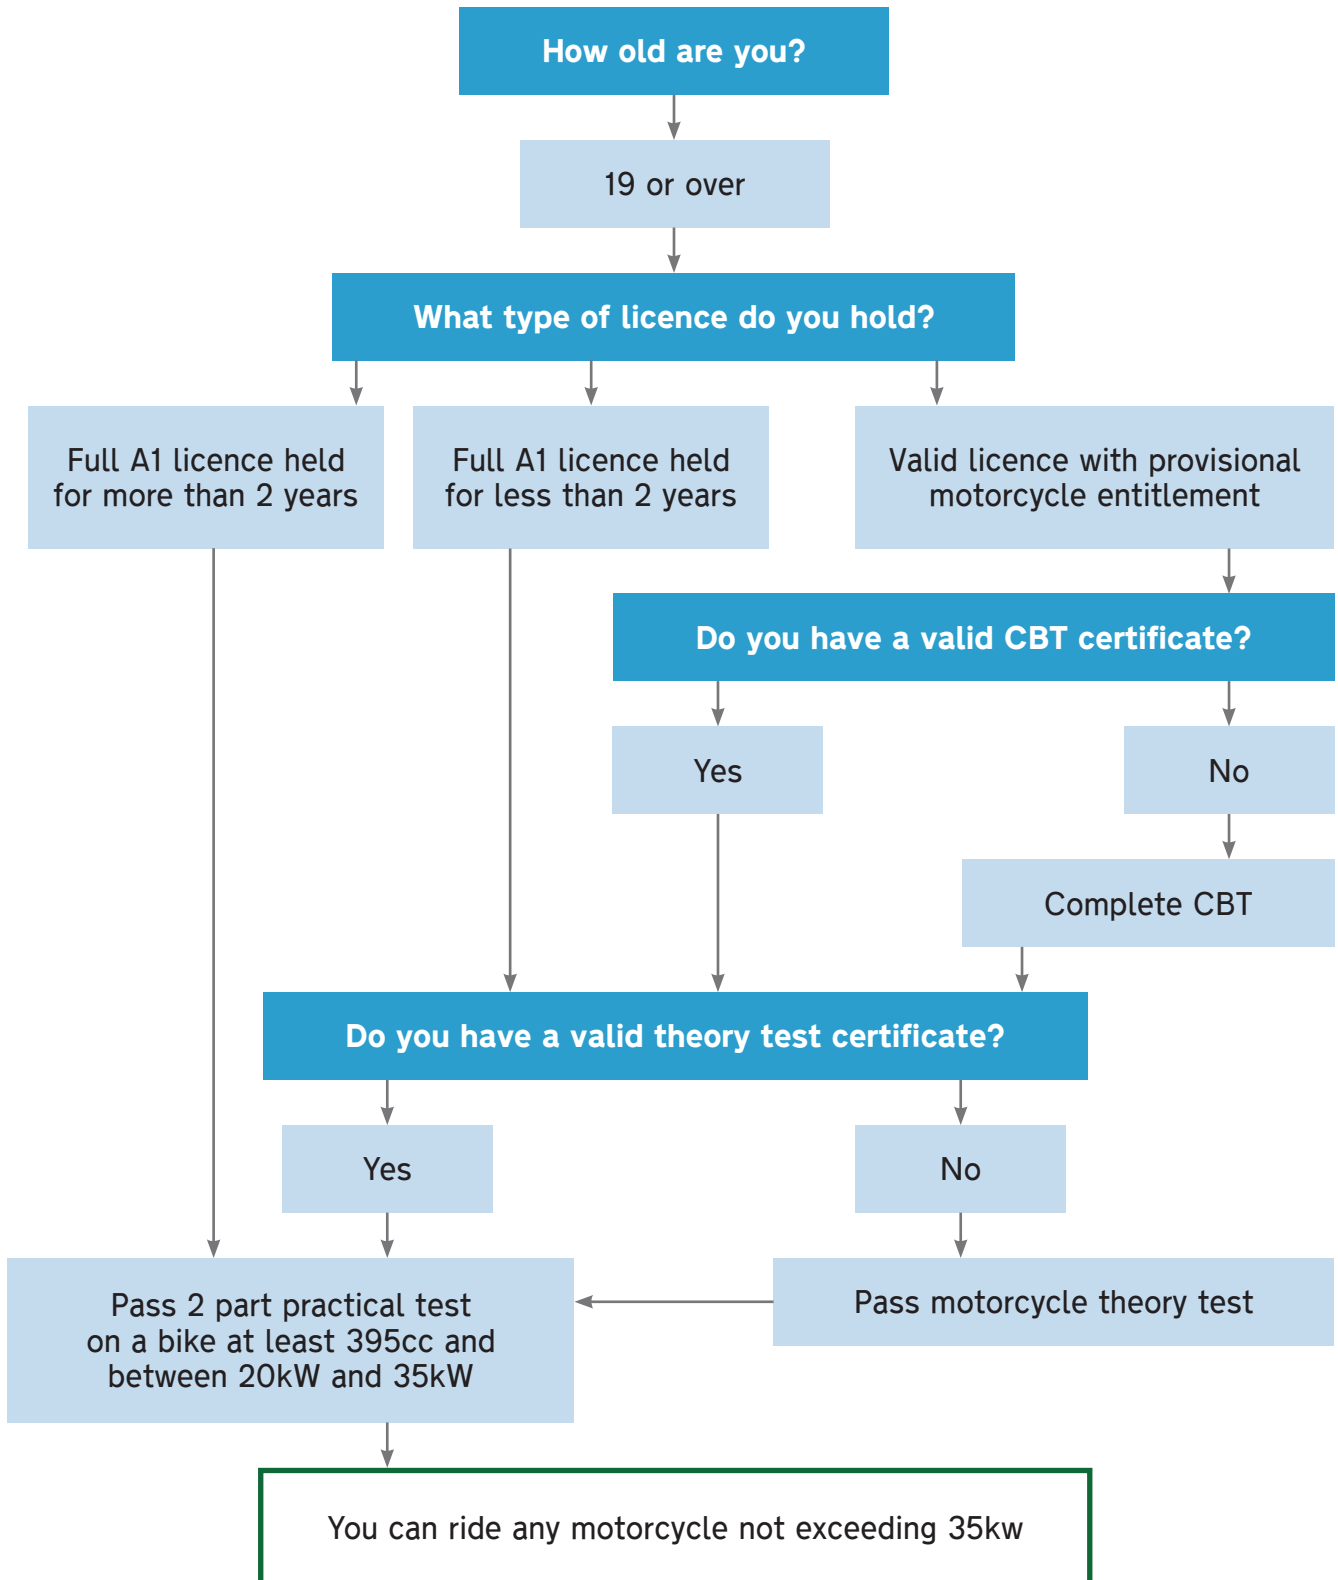 How old are you?
19 or over
What type of licence do you hold?
Full A1 licence held
for more than 2 years
Full A1 licence held
for less than 2 years
Valid licence with provisional
motorcycle entitlement
Do you have a valid CBT certificate?
Yes
No
Complete CBT
Do you have a valid theory test certificate?
Yes
No
Pass 2 part practical test
on a bike at least 395cc and
between 20kW and 35kW
Pass motorcycle theory test
You can ride any motorcycle not exceeding 35kw